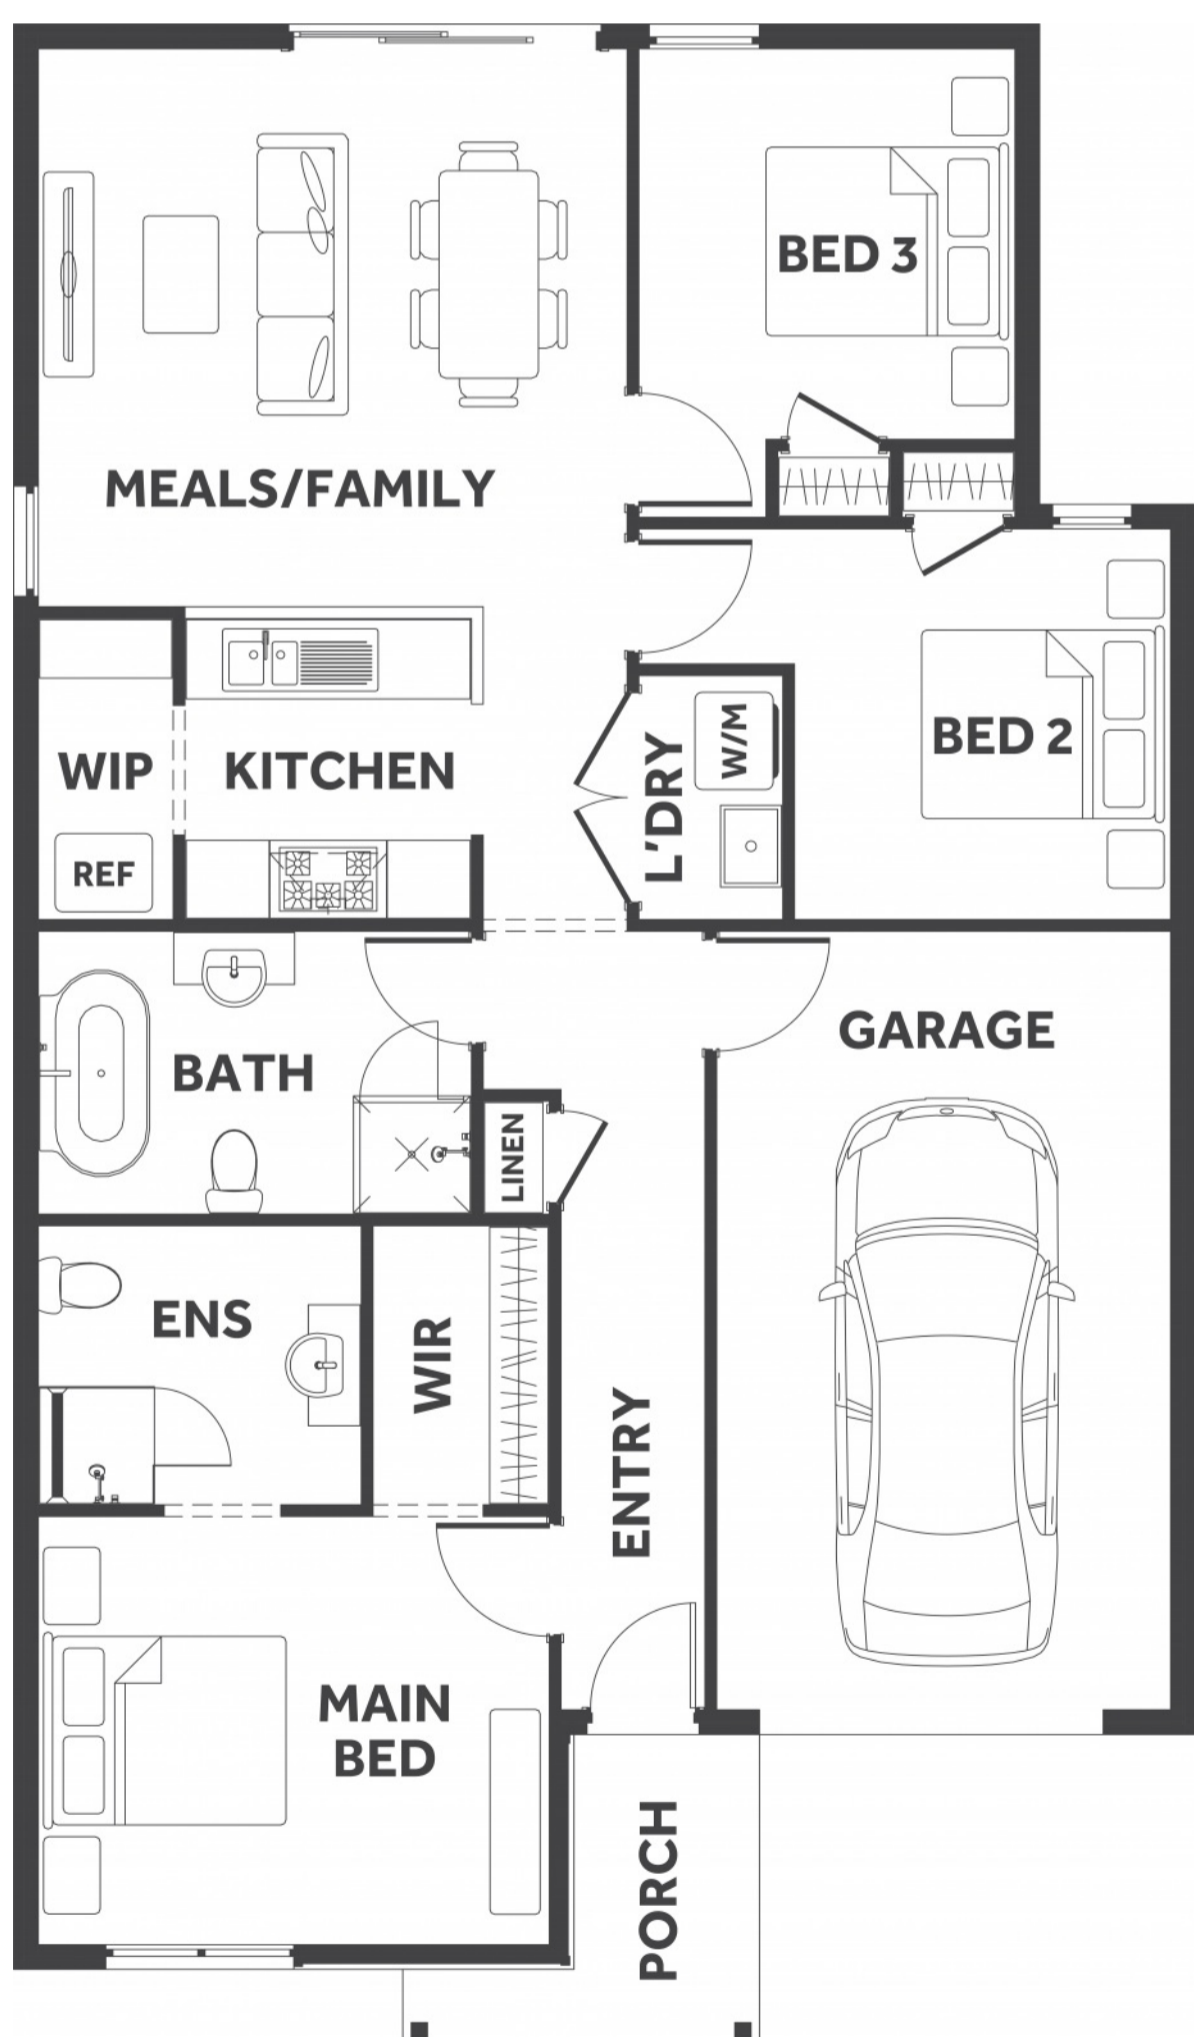 BED 3
MEALS/FAMILY
WIP
KITCHEN
L'DRY
W/M
BED 2
REF
BATH
GARAGE
LINEN
ENS
WIR
ENTRY
MAIN
BED
PORCH